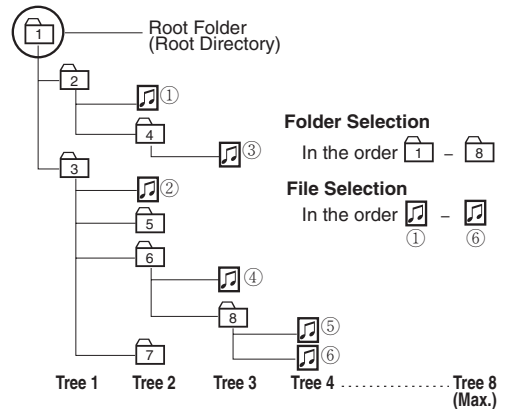 1
Root Folder
(Root Directory)
2
①
4
③
3
②
5
6
④
8
⑤
⑥
7
Folder Selection
In the order 1 – 8
File Selection
In the order –
① ⑥
Tree 1 Tree 2 Tree 3 Tree 4 ............... Tree 8
(Max.)